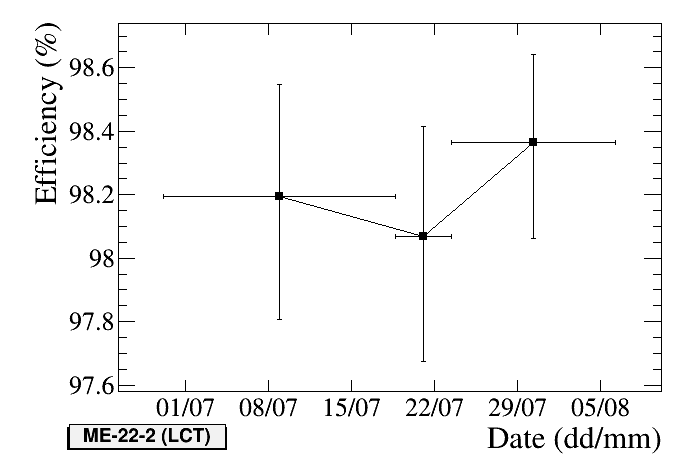 Efficiency (%)
98.6
98.4
98.2
98
97.8
97.6
01/07 08/07 15/07 22/07 29/07 05/08
ME-22-2 (LCT)
Date (dd/mm)